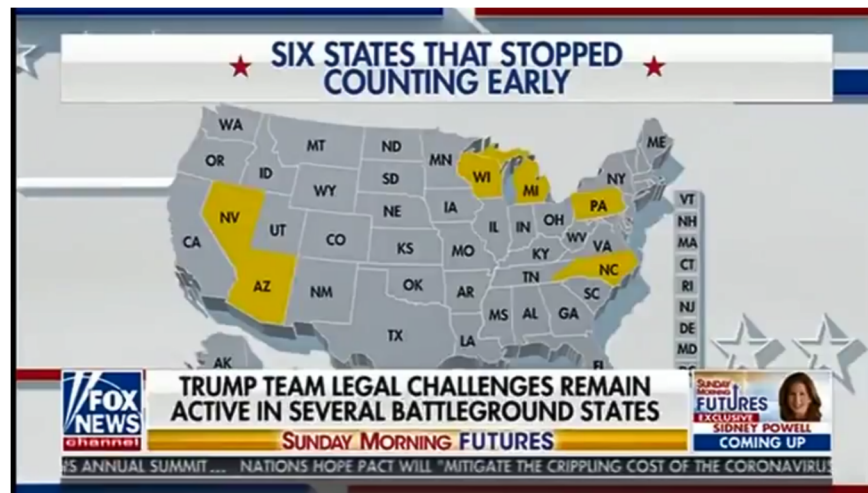 SIX STATES THAT STOPPED
COUNTING EARLY
WA
MT
ND
MN
ME
OR
ID
SD
WI
MI
NY
WY
NV
NE
IA
PA
VT
UT
CO
IL
IN
OH
NH
CA
KS
MO
WV
VA
MA
KY
CT
AZ
NM
OK
AR
TN
NC
SC
RI
NJ
TX
MS
AL
GA
DE
LA
MD
AK
FOX
NEWS
channel
TRUMP TEAM LEGAL CHALLENGES REMAIN
ACTIVE IN SEVERAL BATTLEGROUND STATES
SUNDAY MORNING FUTURES
SUNDAY
MORNING
FUTURES
EXCLUSIVE
SIDNEY POWELL
COMING UP
ANNUAL SUMMIT... NATIONS HOPE PACT WILL "MITIGATE THE CRIPPLING COST OF THE CORONAVIRUS